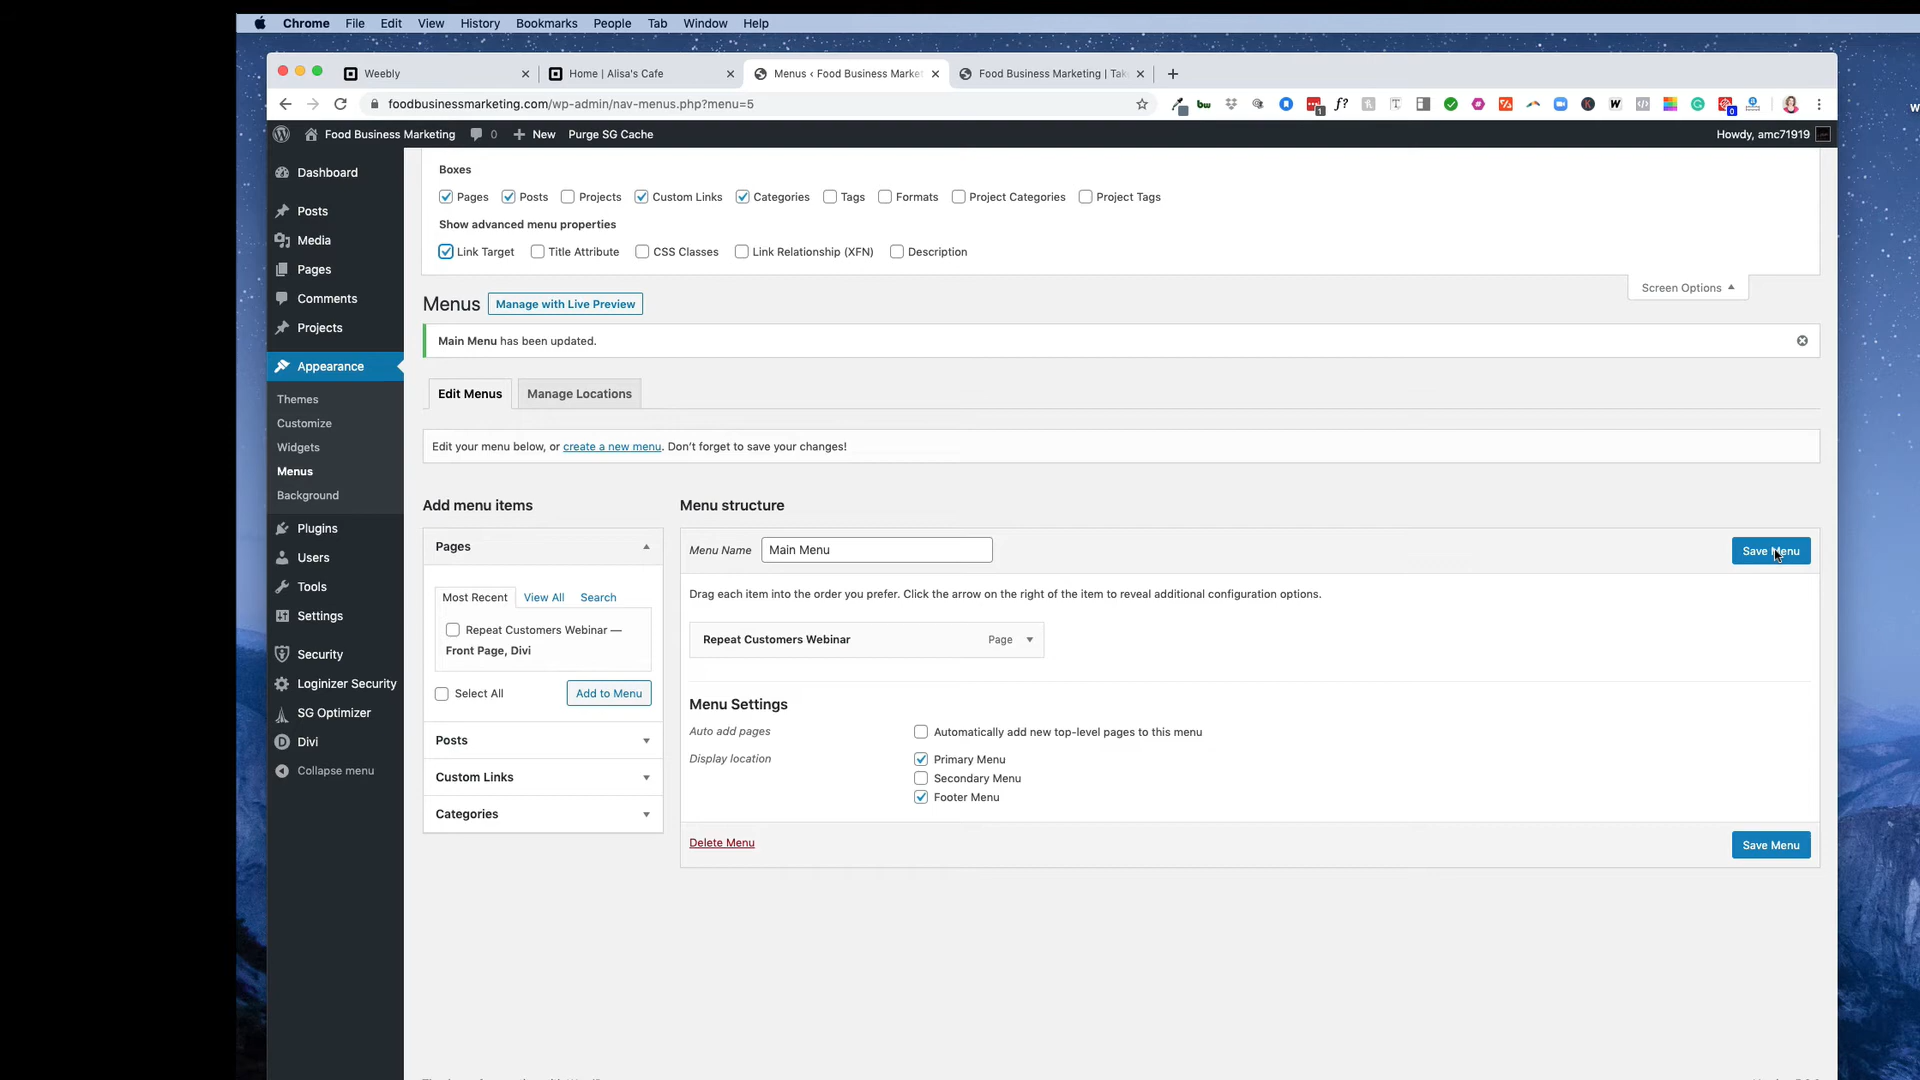 Chrome File Edit View History Bookmarks People Tab Window Help
Weebly
Home | Alisa's Cafe
Menus ‹ Food Business Marke
Food Business Marketing | Tak
foodbusinessmarketing.com/wp-admin/nav-menus.php?menu=5
Food Business Marketing 0 New Purge SG Cache Howdy, amc71919
Dashboard
Posts
Media
Pages
Comments
Projects
Appearance
Themes
Customize
Widgets
Menus
Background
Plugins
Users
Tools
Settings
Security
Loginizer Security
SG Optimizer
Divi
Collapse menu
Boxes
Pages Posts Projects Custom Links Categories Tags Formats Project Categories Project Tags
Show advanced menu properties
Link Target Title Attribute CSS Classes Link Relationship (XFN) Description
Screen Options
Menus Manage with Live Preview
Main Menu has been updated.
Edit Menus Manage Locations
Edit your menu below, or create a new menu. Don't forget to save your changes!
Add menu items
Pages
Most Recent View All Search
Repeat Customers Webinar —
Front Page, Divi
Select All Add to Menu
Posts
Custom Links
Categories
Menu structure
Menu Name Main Menu Save Menu
Drag each item into the order you prefer. Click the arrow on the right of the item to reveal additional configuration options.
Repeat Customers Webinar Page
Menu Settings
Auto add pages Automatically add new top-level pages to this menu
Display location Primary Menu
Secondary Menu
Footer Menu
Delete Menu Save Menu